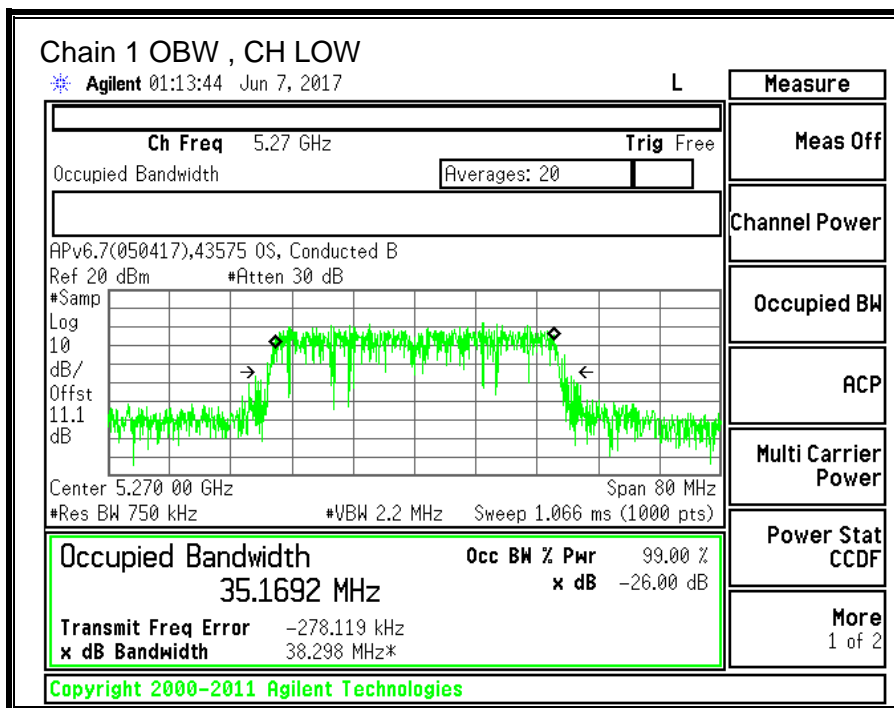 Chain 1 OBW , CH LOW
Agilent 01:13:44 Jun 7, 2017 L
Measure
Ch Freq 5.27 GHz Trig Free
Occupied Bandwidth Averages: 20
APv6.7(050417),43575 OS, Conducted B
Ref 20 dBm #Atten 30 dB
#Samp
Log
10
dB/
Offst
11.1
dB
Center 5.270 00 GHz Span 80 MHz
#Res BW 750 kHz #VBW 2.2 MHz Sweep 1.066 ms (1000 pts)
Occupied Bandwidth Occ BW % Pwr 99.00 %
35.1692 MHz x dB -26.00 dB
Transmit Freq Error -278.119 kHz
x dB Bandwidth 38.298 MHz*
Copyright 2000-2011 Agilent Technologies
Meas Off
Channel Power
Occupied BW
ACP
Multi Carrier
Power
Power Stat
CCDF
More
1 of 2